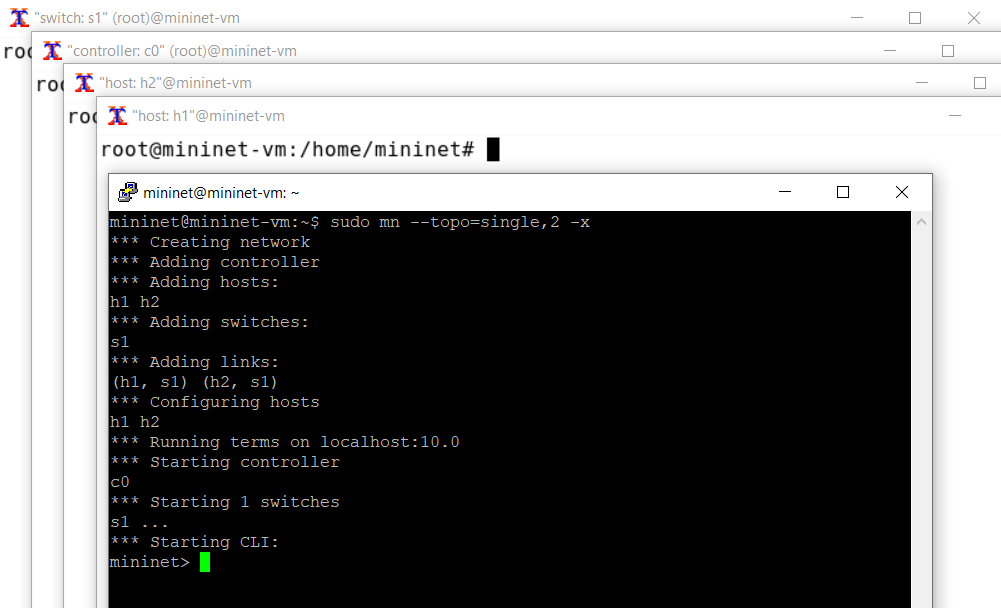 "switch: s1" (root)@mininet-vm
"controller: c0" (root)@mininet-vm
"host: h2"@mininet-vm
"host: h1"@mininet-vm
root@mininet-vm:/home/mininet#
mininet@mininet-vm: ~
mininet@mininet-vm:~$ sudo mn --topo=single,2 -x
*** Creating network
*** Adding controller
*** Adding hosts:
h1 h2
*** Adding switches:
s1
*** Adding links:
(h1, s1) (h2, s1)
*** Configuring hosts
h1 h2
*** Running terms on localhost:10.0
*** Starting controller
c0
*** Starting 1 switches
s1 ...
*** Starting CLI:
mininet>